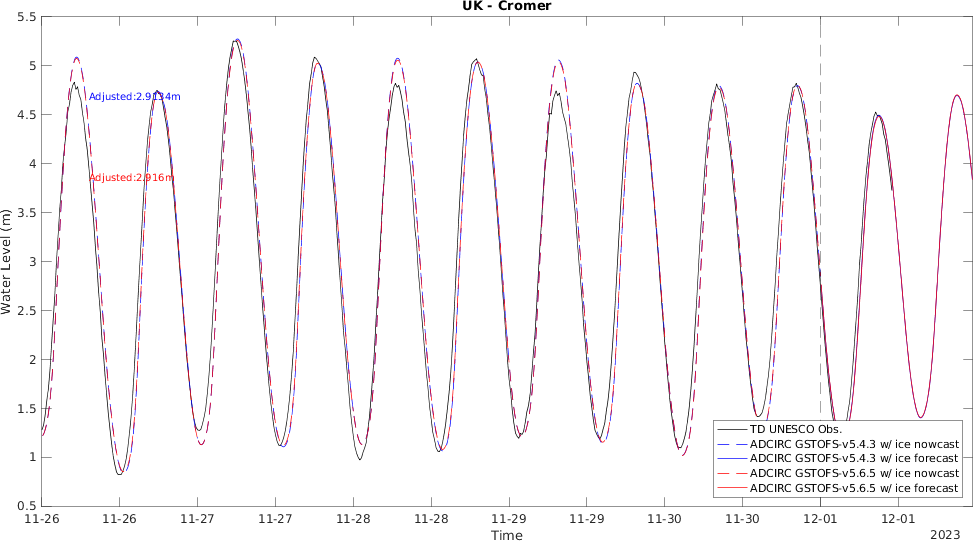 UK - Cromer
5.5
5
4.5
4
3.5
3
2.5
2
1.5
1
0.5
Water Level (m)
Adjusted:2.9134m
Adjusted:2.916m
TD UNESCO Obs.
ADCIRC GSTOFS-v5.4.3 w/ ice nowcast
ADCIRC GSTOFS-v5.4.3 w/ ice forecast
ADCIRC GSTOFS-v5.6.5 w/ ice nowcast
ADCIRC GSTOFS-v5.6.5 w/ ice forecast
11-26 11-26 11-27 11-27 11-28 11-28 11-29 11-29 11-30 11-30 12-01 12-01
Time
2023